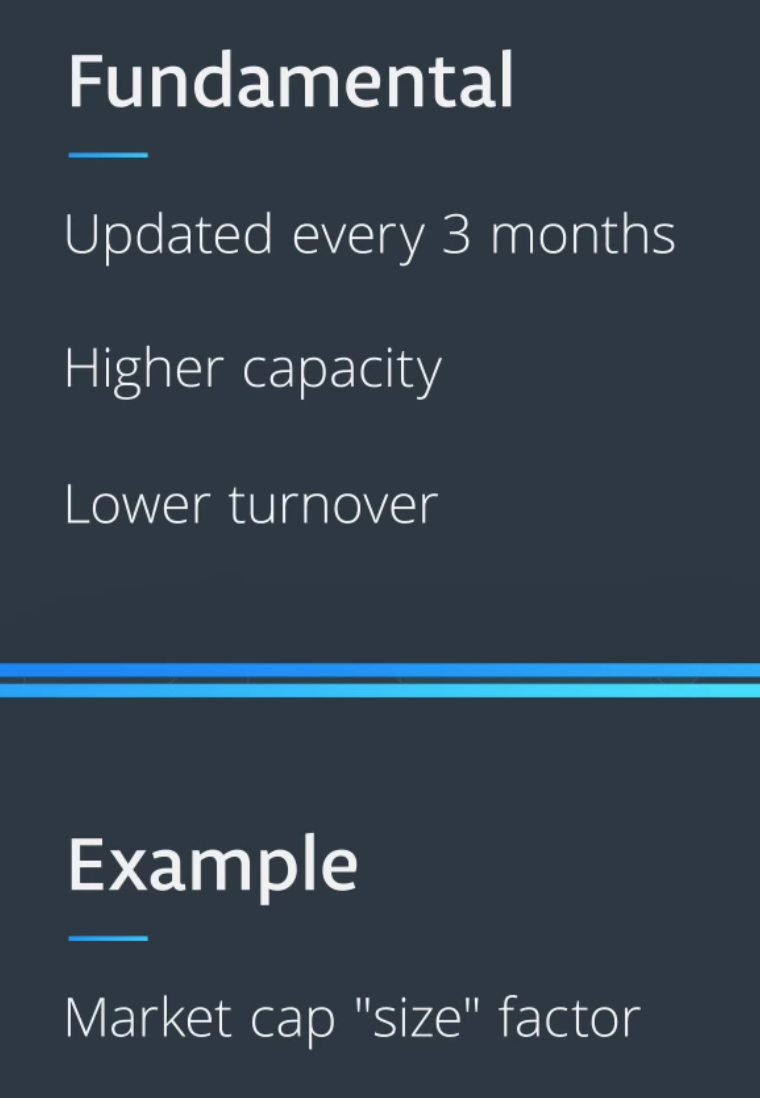 Fundamental
Updated every 3 months
Higher capacity
Lower turnover
Example
Market cap "size" factor